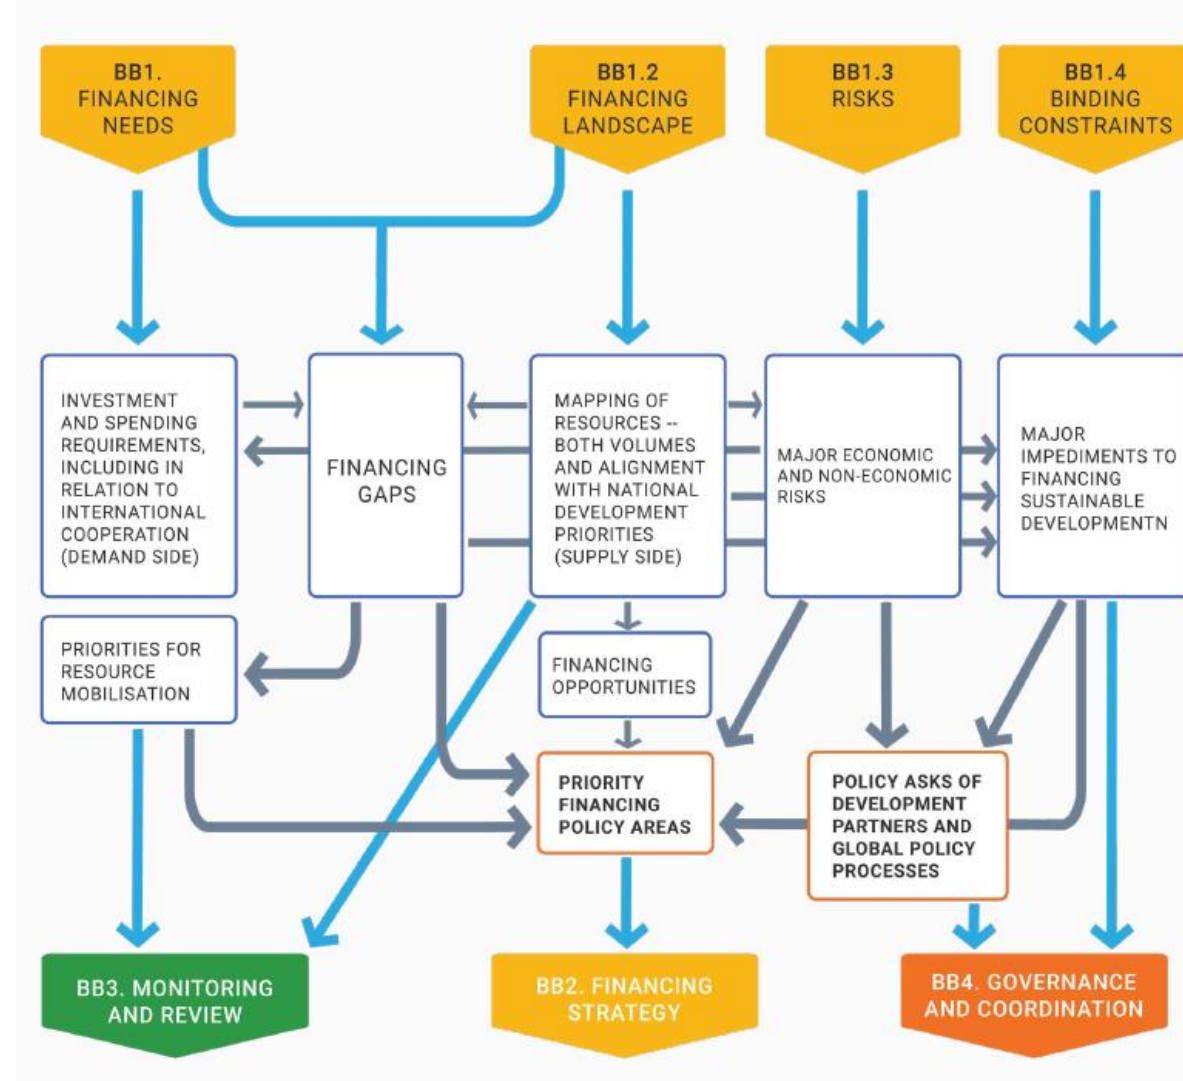 BB1.
FINANCING
NEEDS
BB1.2
FINANCING
LANDSCAPE
BB1.3
RISKS
BB1.4
BINDING
CONSTRAINTS
INVESTMENT
AND SPENDING
REQUIREMENTS,
INCLUDING IN
RELATION TO
INTERNATIONAL
COOPERATION
(DEMAND SIDE)
FINANCING
GAPS
MAPPING OF
RESOURCES --
BOTH VOLUMES
AND ALIGNMENT
WITH NATIONAL
DEVELOPMENT
PRIORITIES
(SUPPLY SIDE)
MAJOR ECONOMIC
AND NON-ECONOMIC
RISKS
MAJOR
IMPEDIMENTS TO
FINANCING
SUSTAINABLE
DEVELOPMENTN
PRIORITIES FOR
RESOURCE
MOBILISATION
FINANCING
OPPORTUNITIES
PRIORITY
FINANCING
POLICY AREAS
POLICY ASKS OF
DEVELOPMENT
PARTNERS AND
GLOBAL POLICY
PROCESSES
BB3. MONITORING
AND REVIEW
BB2. FINANCING
STRATEGY
BB4. GOVERNANCE
AND COORDINATION